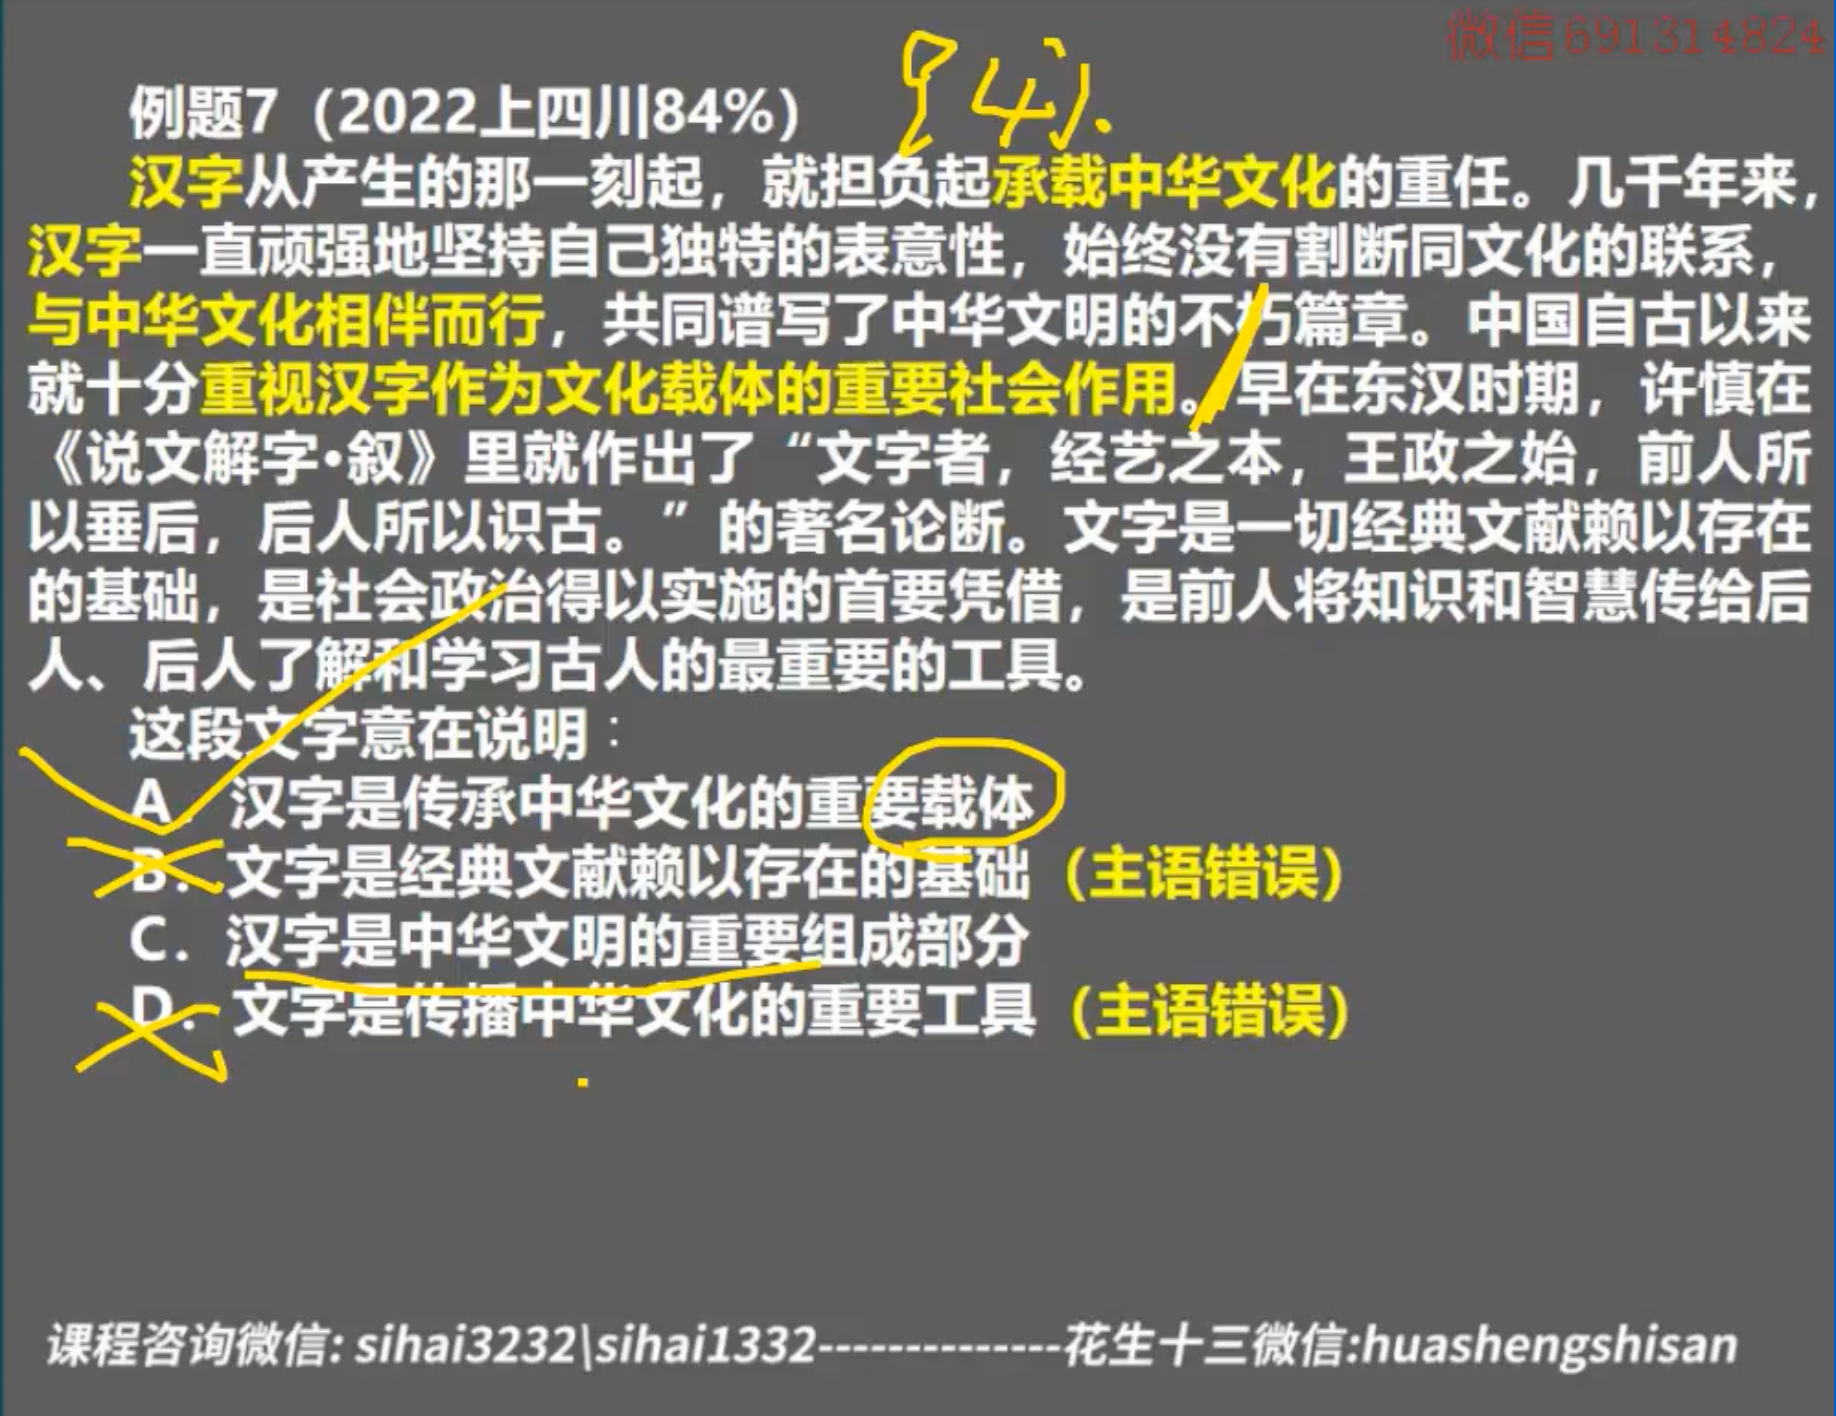 微信691314824
84%.
例题7（2022上四川84%）
汉字从产生的那一刻起，就担负起承载中华文化的重任。几千年来，
汉字一直顽强地坚持自己独特的表意性，始终没有割断同文化的联系，
与中华文化相伴而行，共同谱写了中华文明的不朽篇章。中国自古以来
就十分重视汉字作为文化载体的重要社会作用。早在东汉时期，许慎在
《说文解字•叙》里就作出了“文字者，经艺之本，王政之始，前人所
以垂后，后人所以识古。”的著名论断。文字是一切经典文献赖以存在
的基础，是社会政治得以实施的首要凭借，是前人将知识和智慧传给后
人、后人了解和学习古人的最重要的工具。
这段文字意在说明：
A．汉字是传承中华文化的重要载体
B．文字是经典文献赖以存在的基础（主语错误）
C．汉字是中华文明的重要组成部分
D．文字是传播中华文化的重要工具（主语错误）
课程咨询微信: sihai3232\sihai1332--------------花生十三微信:huashengshisan